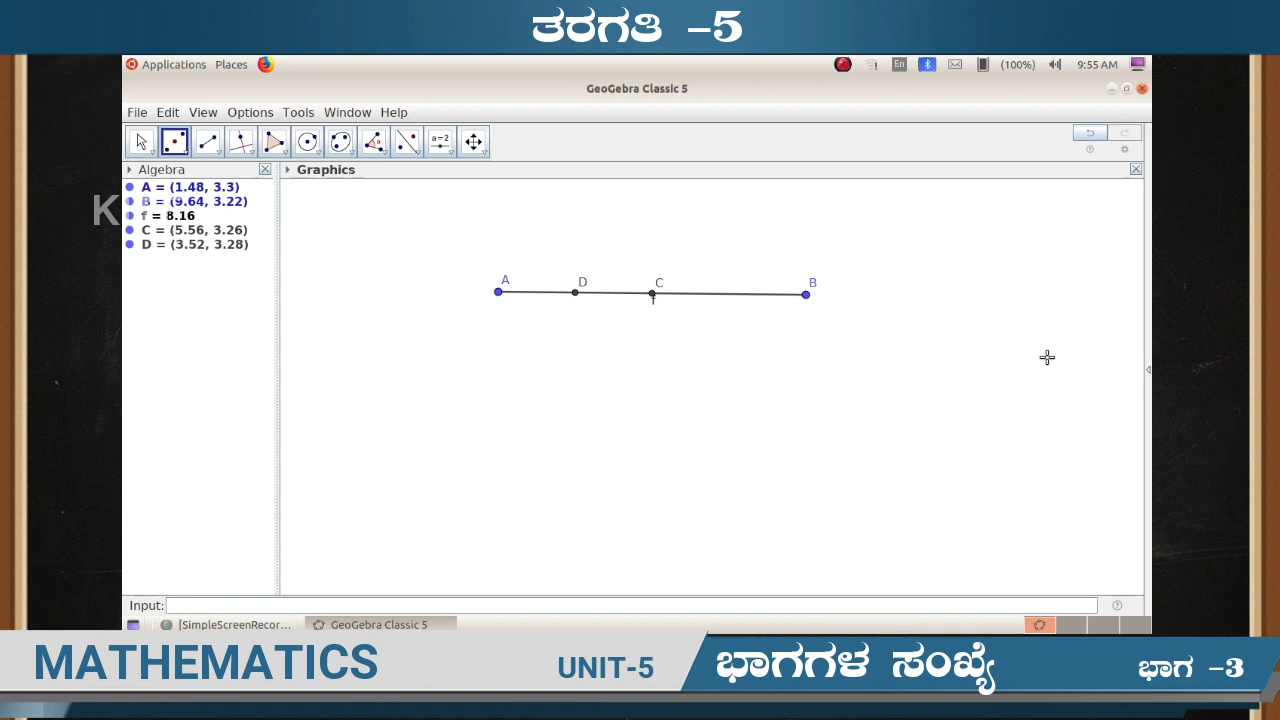 ತರಗತಿ -5
Applications Places
En
(100%)
9:55 AM
GeoGebra Classic 5
File Edit View Options Tools Window Help
a=2
Algebra
Graphics
A = (1.48, 3.3)
B = (9.64, 3.22)
f = 8.16
C = (5.56, 3.26)
D = (3.52, 3.28)
K
A D C B
f
Input:
[SimpleScreenRecor...
GeoGebra Classic 5
MATHEMATICS
UNIT-5
ಭಾಗಗಳ ಸಂಖ್ಯೆ
ಭಾಗ -3